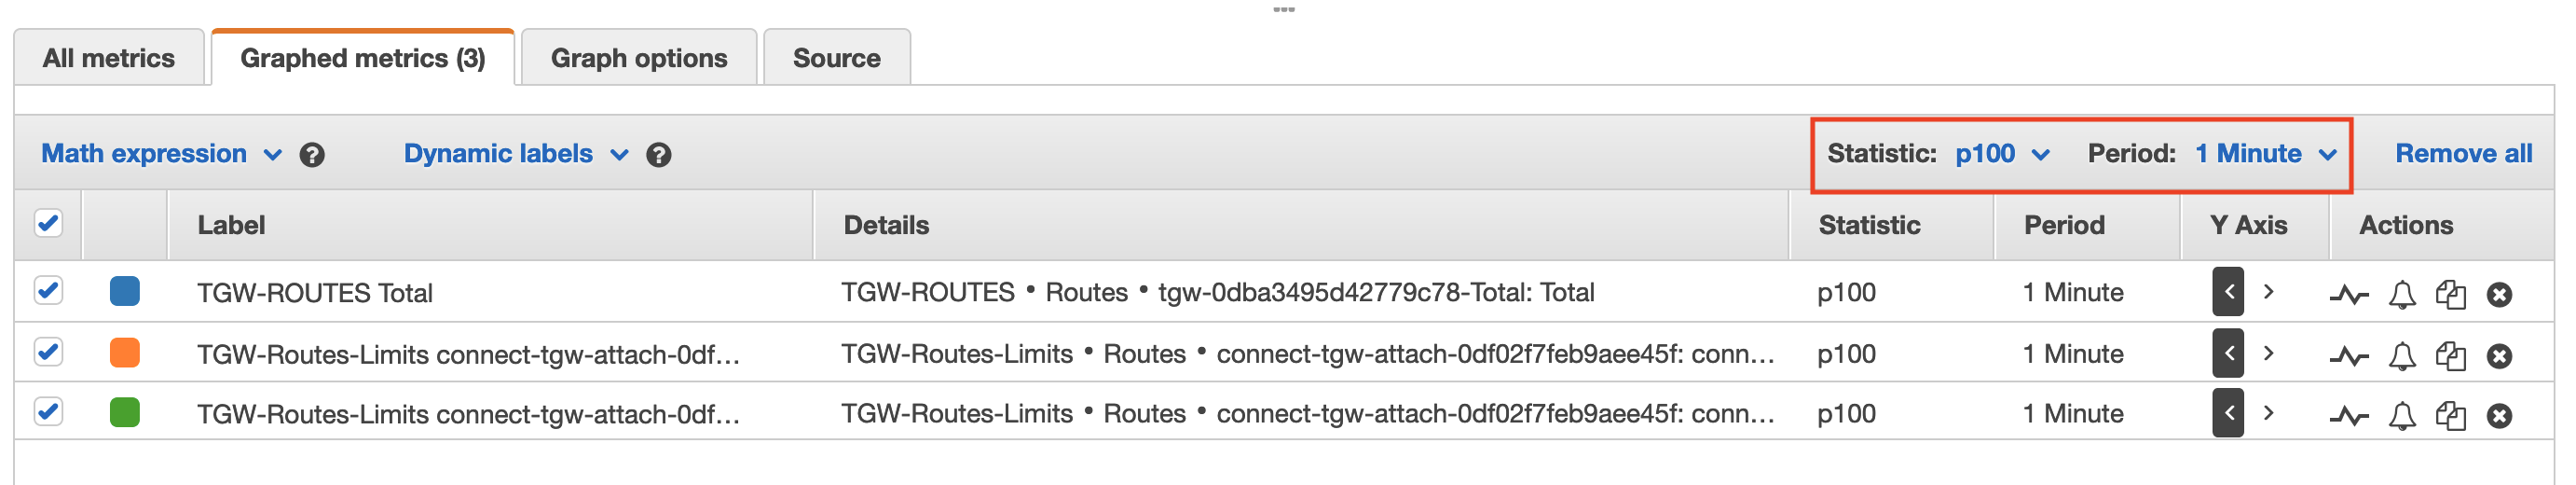 All metrics Graphed metrics (3) Graph options Source
Math expression ? Dynamic labels ? Statistic: p100 Period: 1 Minute Remove all
Label Details Statistic Period Y Axis Actions
TGW-ROUTES Total TGW-ROUTES • Routes • tgw-0dba3495d42779c78-Total: Total p100 1 Minute < >
TGW-Routes-Limits connect-tgw-attach-0df... TGW-Routes-Limits • Routes • connect-tgw-attach-0df02f7feb9aee45f: conn... p100 1 Minute < >
TGW-Routes-Limits connect-tgw-attach-0df... TGW-Routes-Limits • Routes • connect-tgw-attach-0df02f7feb9aee45f: conn... p100 1 Minute < >